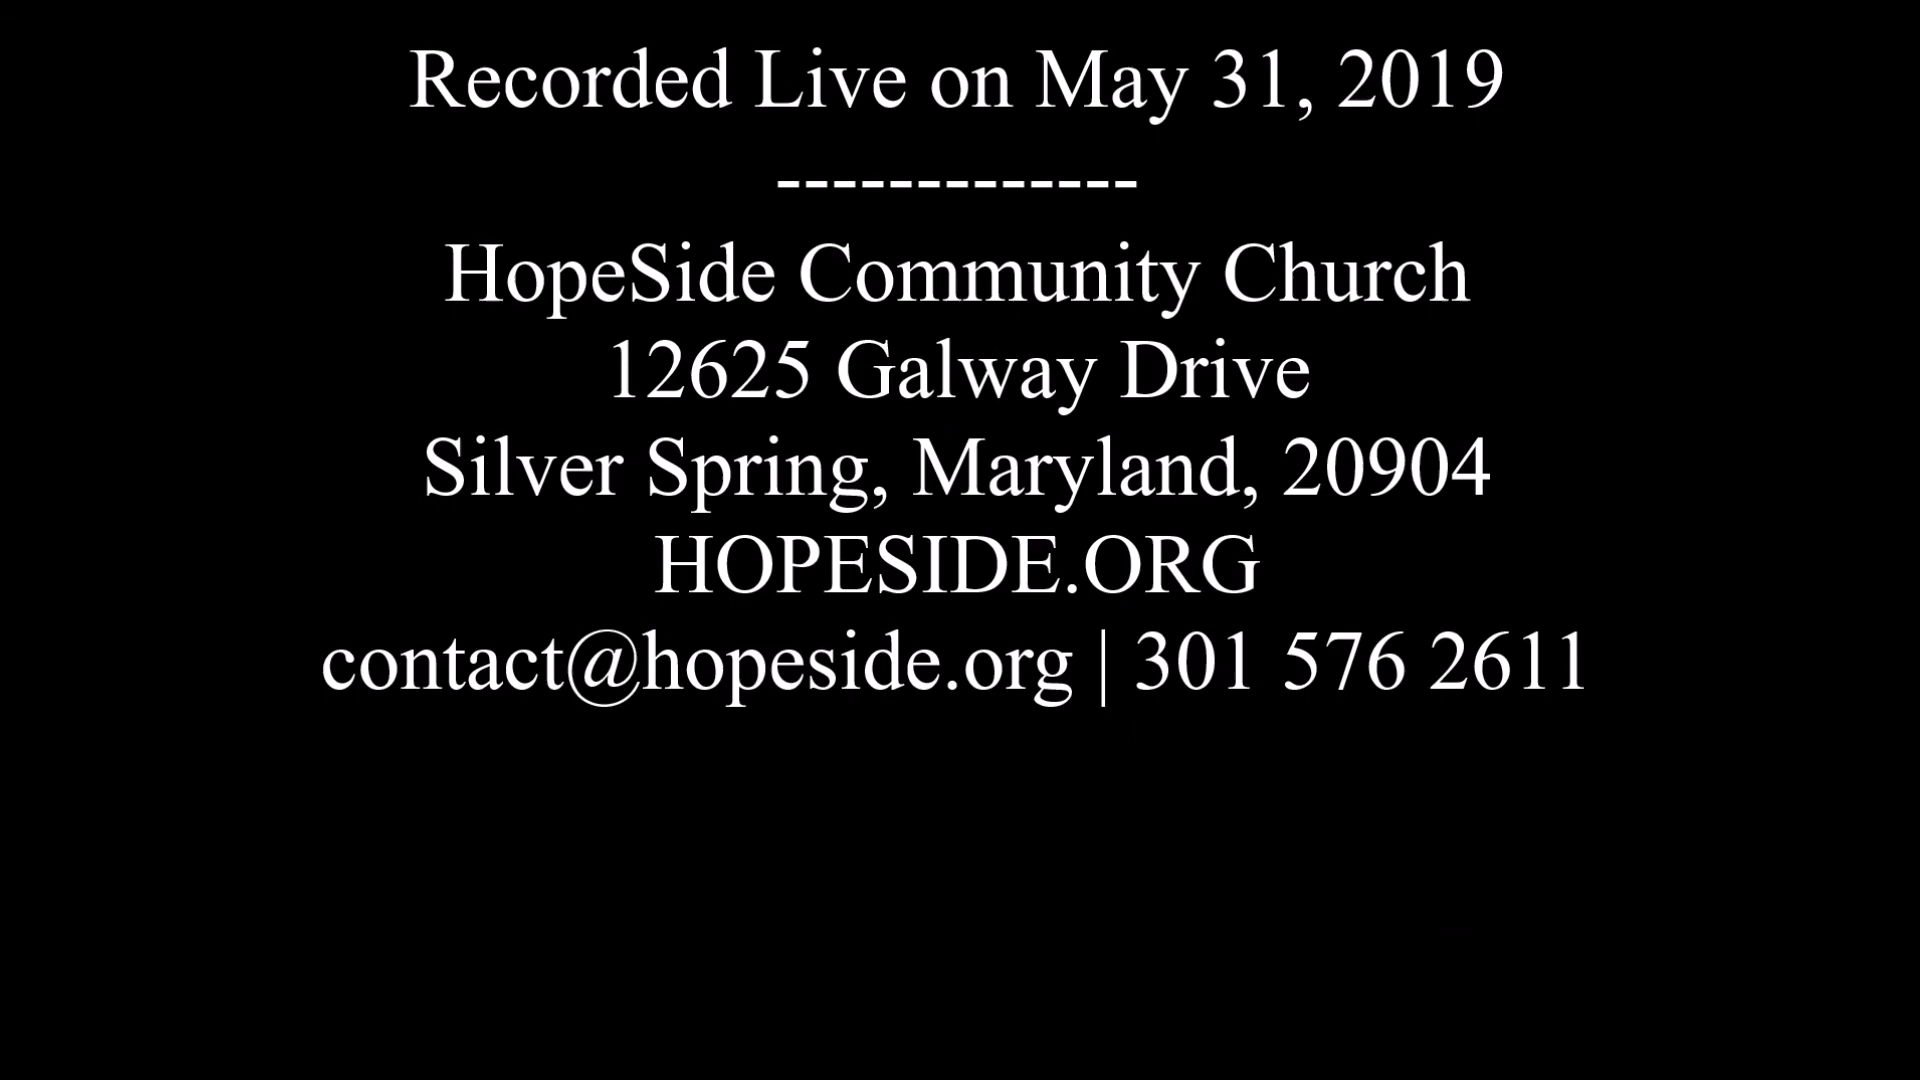 Recorded Live on May 31, 2019
-------------
HopeSide Community Church
12625 Galway Drive
Silver Spring, Maryland, 20904
HOPESIDE.ORG
contact@hopeside.org | 301 576 2611